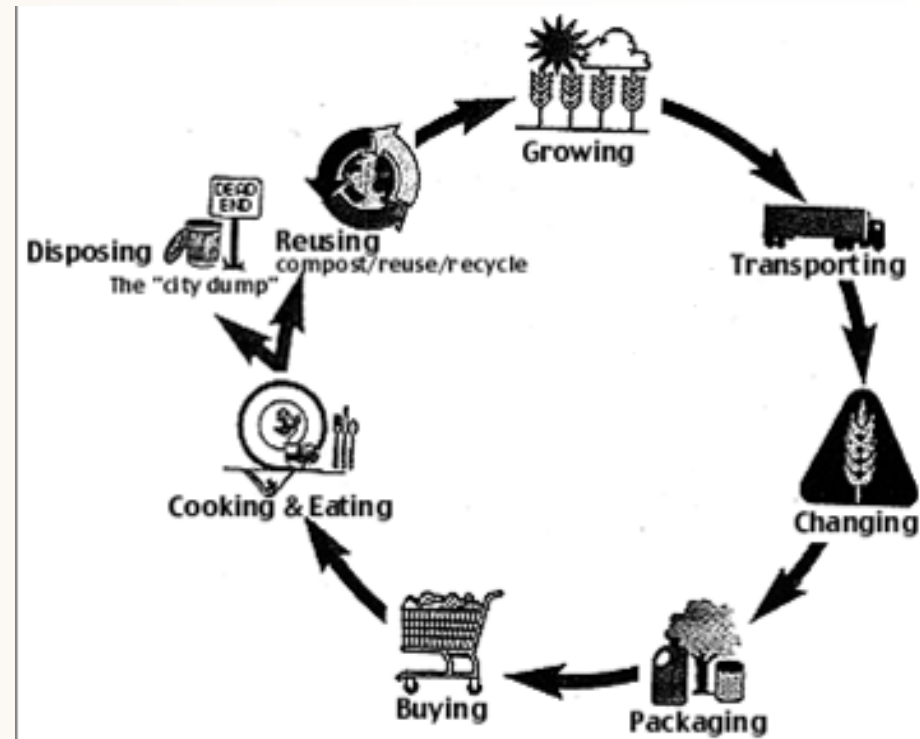 Growing
Transporting
Changing
Packaging
Buying
Cooking & Eating
DEAD
END
Disposing
The "city dump"
Reusing
compost/reuse/recycle